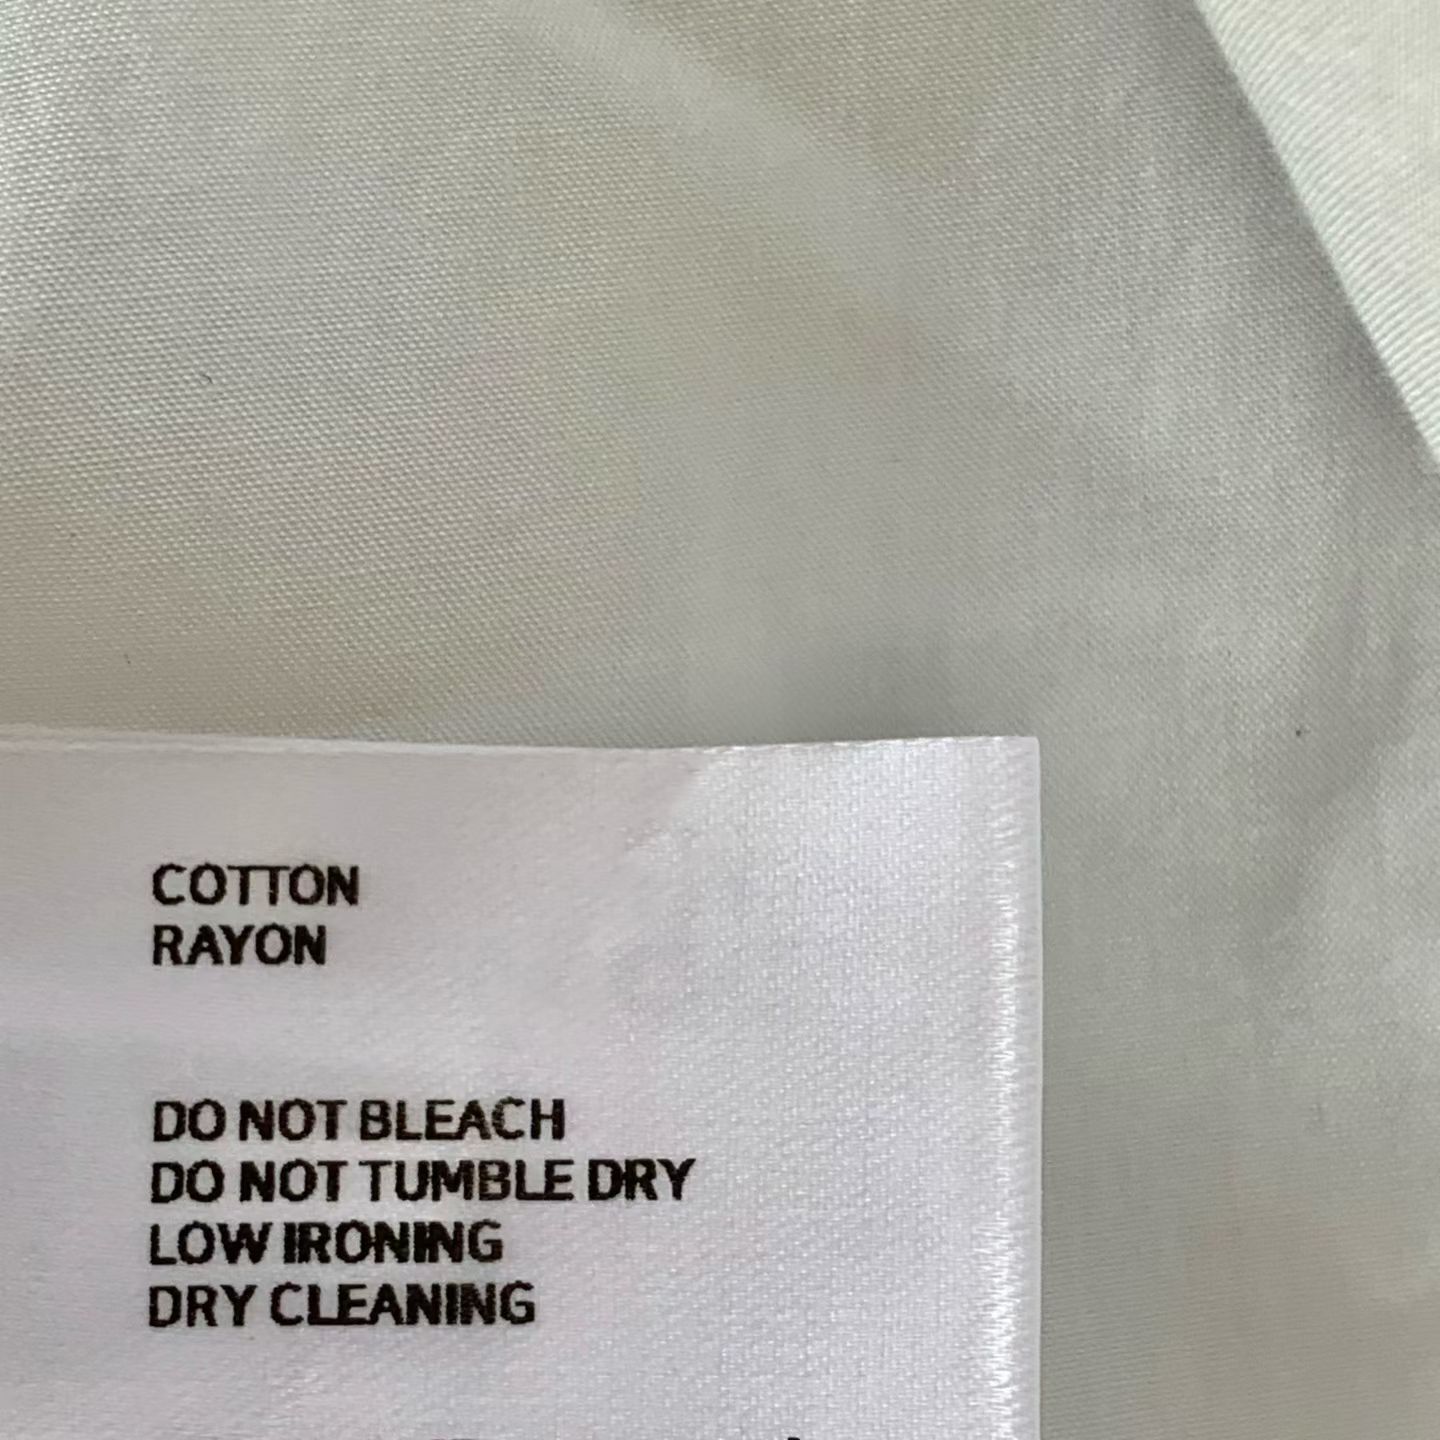 COTTON
RAYON
DO NOT BLEACH
DO NOT TUMBLE DRY
LOW IRONING
DRY CLEANING